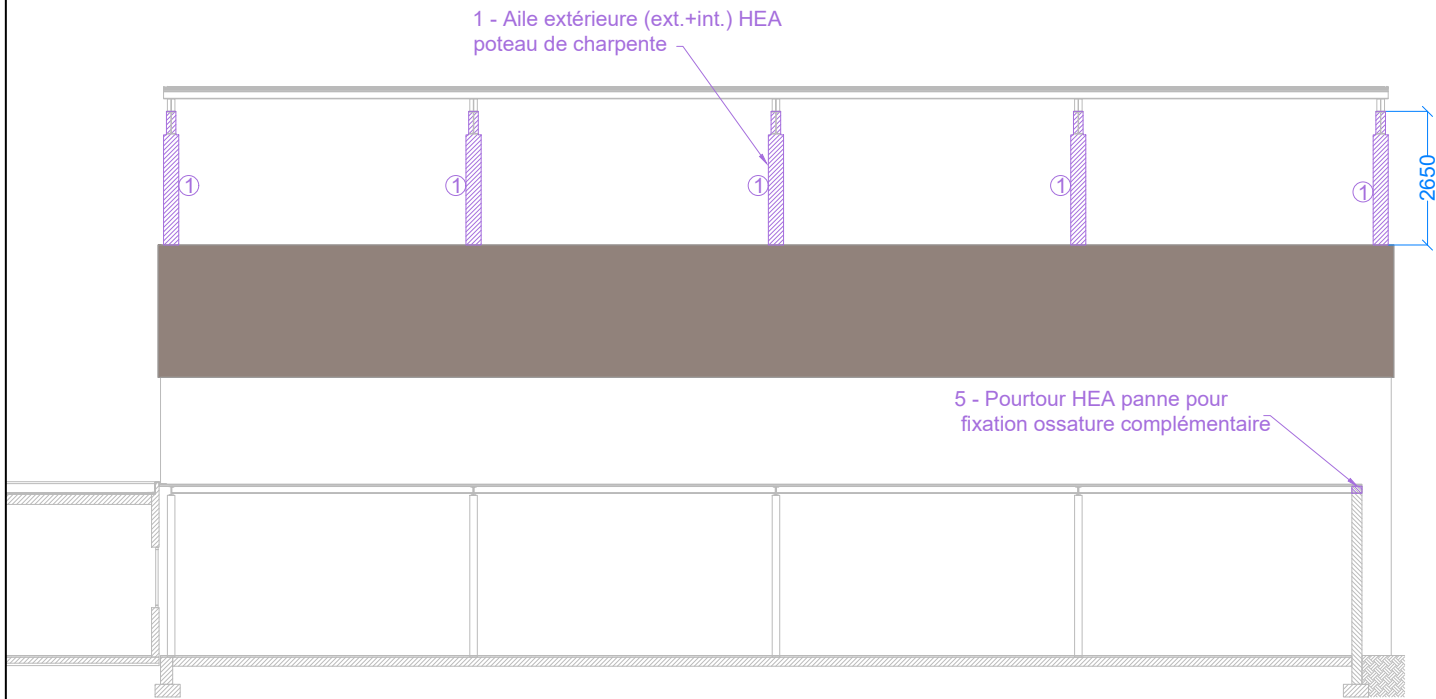 1 - Aile extérieure (ext.+int.) HEA
poteau de charpente
1
1
1
1
1
2650
5 - Pourtour HEA panne pour
fixation ossature complémentaire